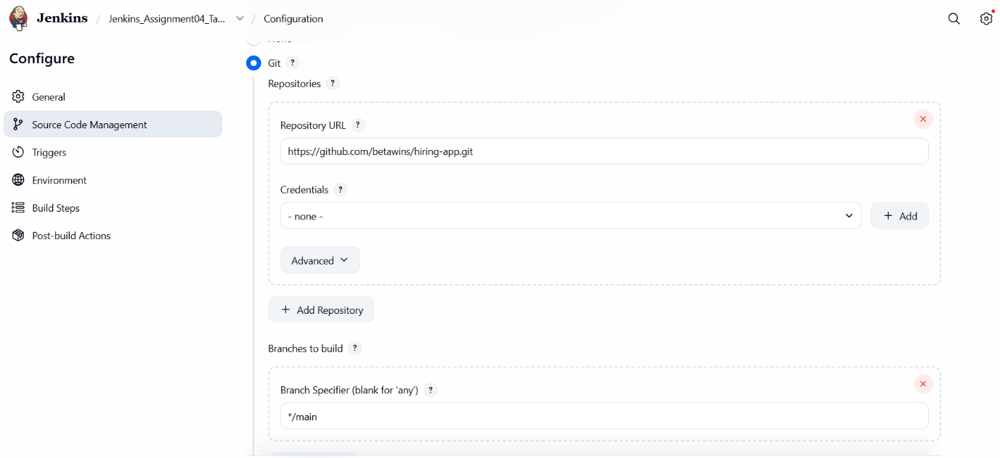 Jenkins / Jenkins_Assignment04_Ta... / Configuration
Configure
General
Source Code Management
Triggers
Environment
Build Steps
Post-build Actions
None
Git ?
Repositories ?
Repository URL ?
https://github.com/betawins/hiring-app.git
Credentials ?
- none -
+ Add
Advanced
+ Add Repository
Branches to build ?
Branch Specifier (blank for 'any') ?
*/main